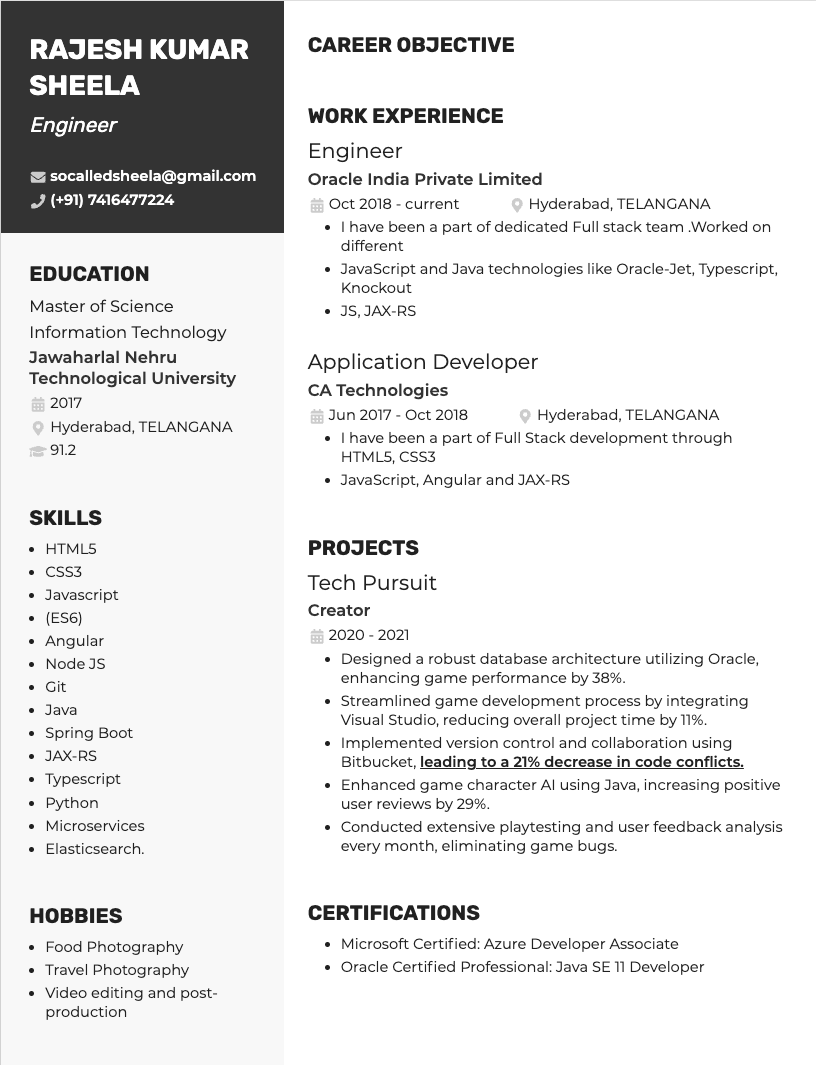 RAJESH KUMAR
SHEELA
Engineer
socalledsheela@gmail.com
(+91) 7416477224
EDUCATION
Master of Science
Information Technology
Jawaharlal Nehru
Technological University
2017
Hyderabad, TELANGANA
91.2
SKILLS
HTML5
CSS3
Javascript
(ES6)
Angular
Node JS
Git
Java
Spring Boot
JAX-RS
Typescript
Python
Microservices
Elasticsearch.
HOBBIES
Food Photography
Travel Photography
Video editing and post-
production
CAREER OBJECTIVE
WORK EXPERIENCE
Engineer
Oracle India Private Limited
Oct 2018 - current Hyderabad, TELANGANA
I have been a part of dedicated Full stack team .Worked on
different
JavaScript and Java technologies like Oracle-Jet, Typescript,
Knockout
JS, JAX-RS
Application Developer
CA Technologies
Jun 2017 - Oct 2018 Hyderabad, TELANGANA
I have been a part of Full Stack development through
HTML5, CSS3
JavaScript, Angular and JAX-RS
PROJECTS
Tech Pursuit
Creator
2020 - 2021
Designed a robust database architecture utilizing Oracle,
enhancing game performance by 38%.
Streamlined game development process by integrating
Visual Studio, reducing overall project time by 11%.
Implemented version control and collaboration using
Bitbucket, leading to a 21% decrease in code conflicts.
Enhanced game character AI using Java, increasing positive
user reviews by 29%.
Conducted extensive playtesting and user feedback analysis
every month, eliminating game bugs.
CERTIFICATIONS
Microsoft Certified: Azure Developer Associate
Oracle Certified Professional: Java SE 11 Developer